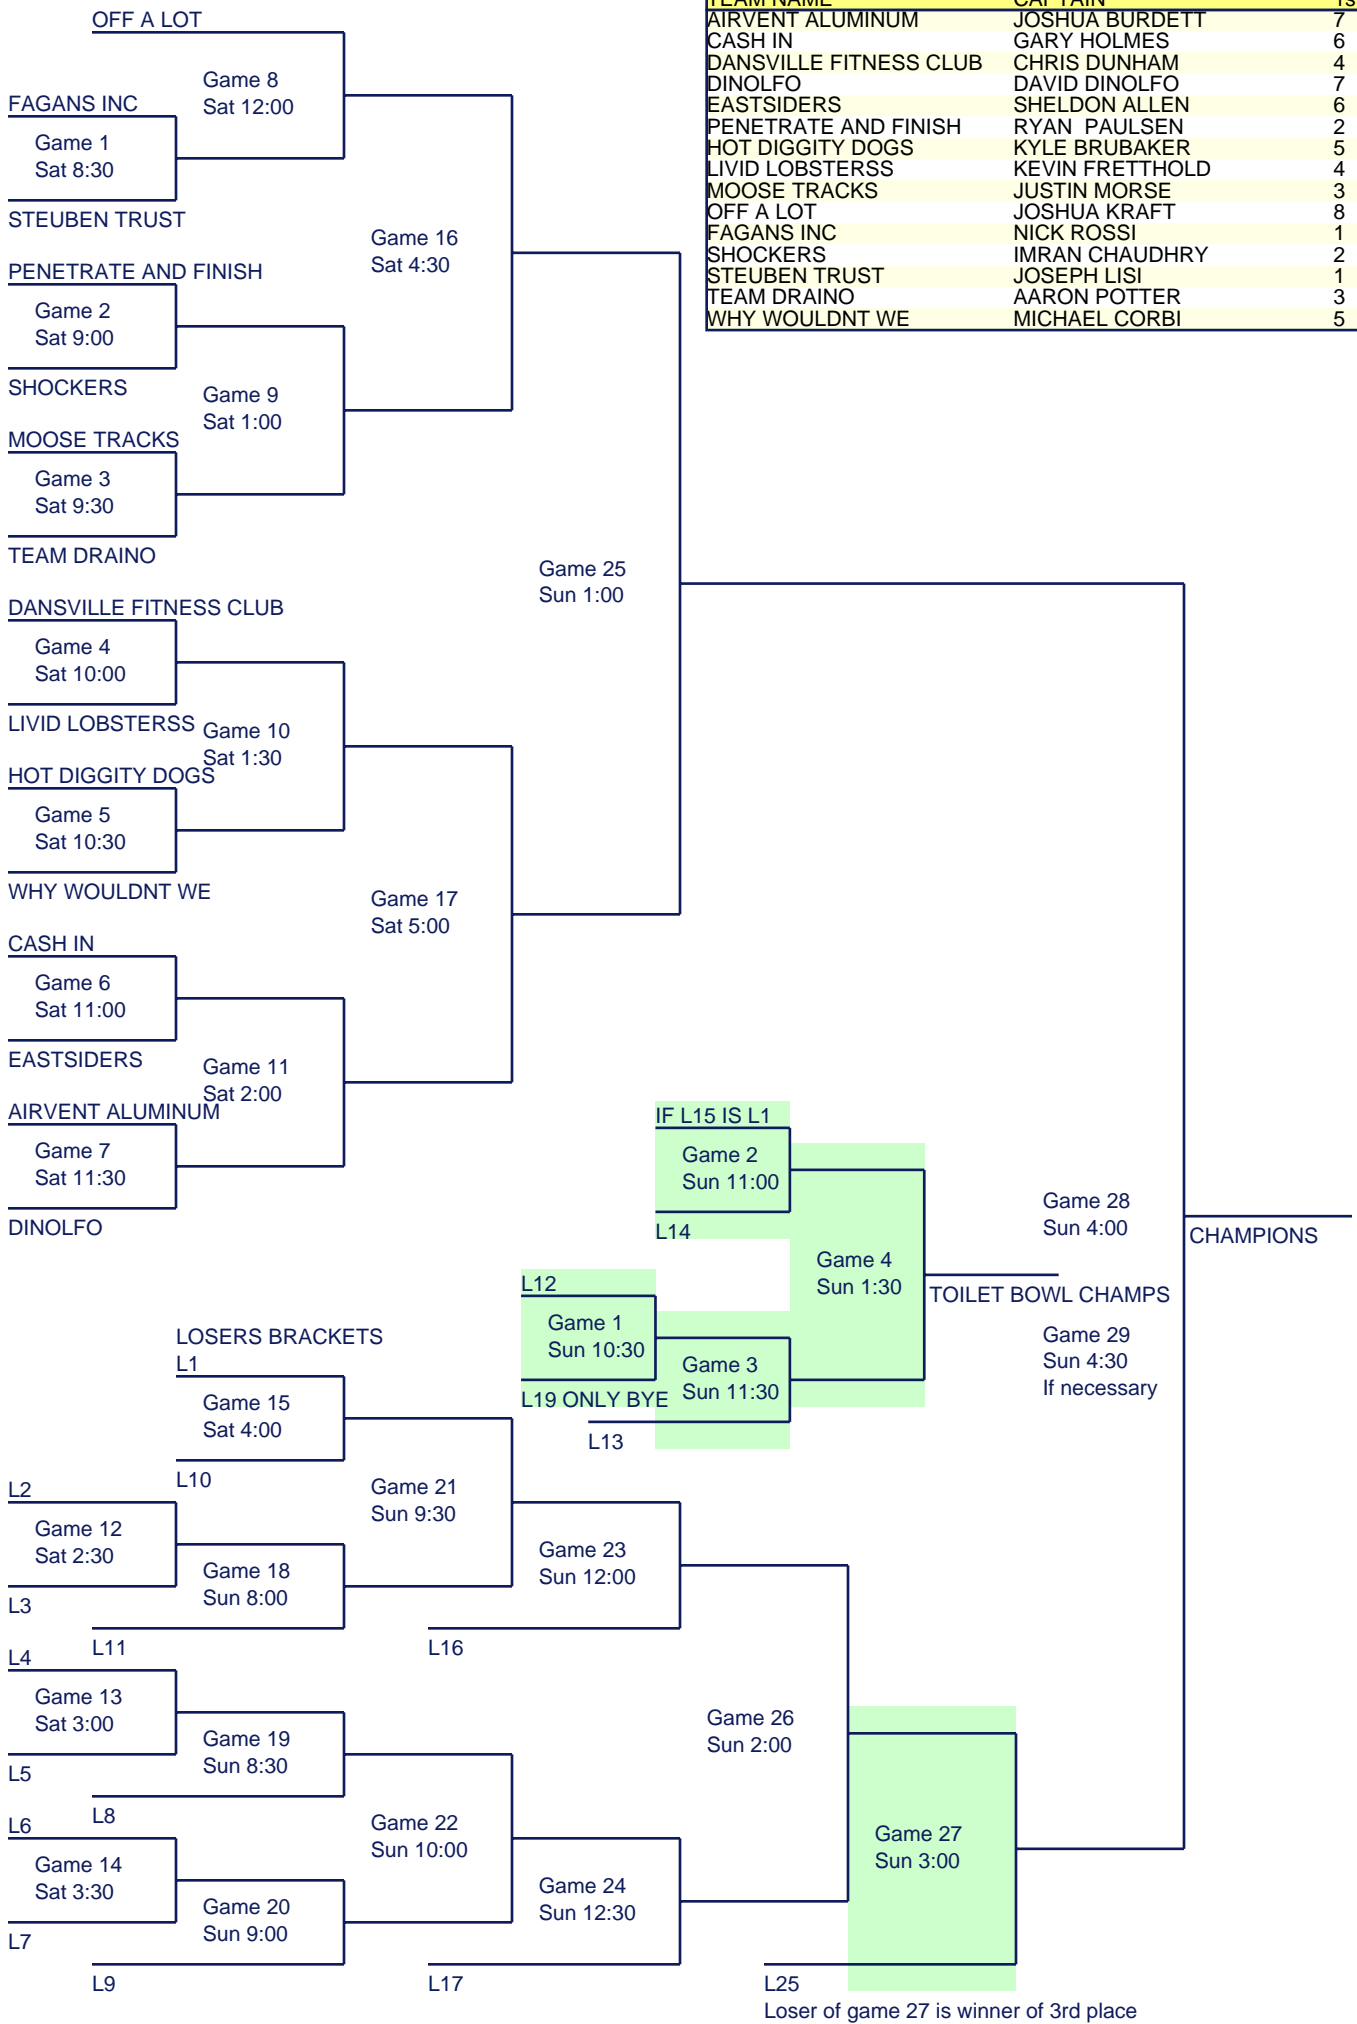 TEAM NAME CAPTAIN
AIRVENT ALUMINUM JOSHUA BURDETT 7
CASH IN GARY HOLMES 6
DANSVILLE FITNESS CLUB CHRIS DUNHAM 4
DINOLFO DAVID DINOLFO 7
EASTSIDERS SHELDON ALLEN 6
PENETRATE AND FINISH RYAN PAULSEN 2
HOT DIGGITY DOGS KYLE BRUBAKER 5
LIVID LOBSTERSS KEVIN FRETTHOLD 4
MOOSE TRACKS JUSTIN MORSE 3
OFF A LOT JOSHUA KRAFT 8
FAGANS INC NICK ROSSI 1
SHOCKERS IMRAN CHAUDHRY 2
STEUBEN TRUST JOSEPH LISI 1
TEAM DRAINO AARON POTTER 3
WHY WOULDNT WE MICHAEL CORBI 5
OFF A LOT
Game 8
Sat 12:00
FAGANS INC
Game 1
Sat 8:30
STEUBEN TRUST
Game 16
Sat 4:30
PENETRATE AND FINISH
Game 2
Sat 9:00
SHOCKERS
Game 9
Sat 1:00
MOOSE TRACKS
Game 3
Sat 9:30
TEAM DRAINO
Game 25
Sun 1:00
DANSVILLE FITNESS CLUB
Game 4
Sat 10:00
LIVID LOBSTERSS
Game 10
Sat 1:30
HOT DIGGITY DOGS
Game 5
Sat 10:30
WHY WOULDNT WE
Game 17
Sat 5:00
CASH IN
Game 6
Sat 11:00
EASTSIDERS
Game 11
Sat 2:00
AIRVENT ALUMINUM
Game 7
Sat 11:30
DINOLFO
IF L15 IS L1
Game 2
Sun 11:00
L14
Game 28
Sun 4:00
CHAMPIONS
Game 4
Sun 1:30
TOILET BOWL CHAMPS
L12
Game 1
Sun 10:30
L19 ONLY BYE
Game 3
Sun 11:30
L13
Game 29
Sun 4:30
If necessary
LOSERS BRACKETS
L1
Game 15
Sat 4:00
L10
Game 21
Sun 9:30
L2
Game 12
Sat 2:30
L3
Game 18
Sun 8:00
L11
Game 23
Sun 12:00
L16
L4
Game 13
Sat 3:00
L5
Game 19
Sun 8:30
L8
Game 26
Sun 2:00
L6
Game 14
Sat 3:30
L7
Game 22
Sun 10:00
Game 20
Sun 9:00
L9
Game 24
Sun 12:30
L17
Game 27
Sun 3:00
L25
Loser of game 27 is winner of 3rd place